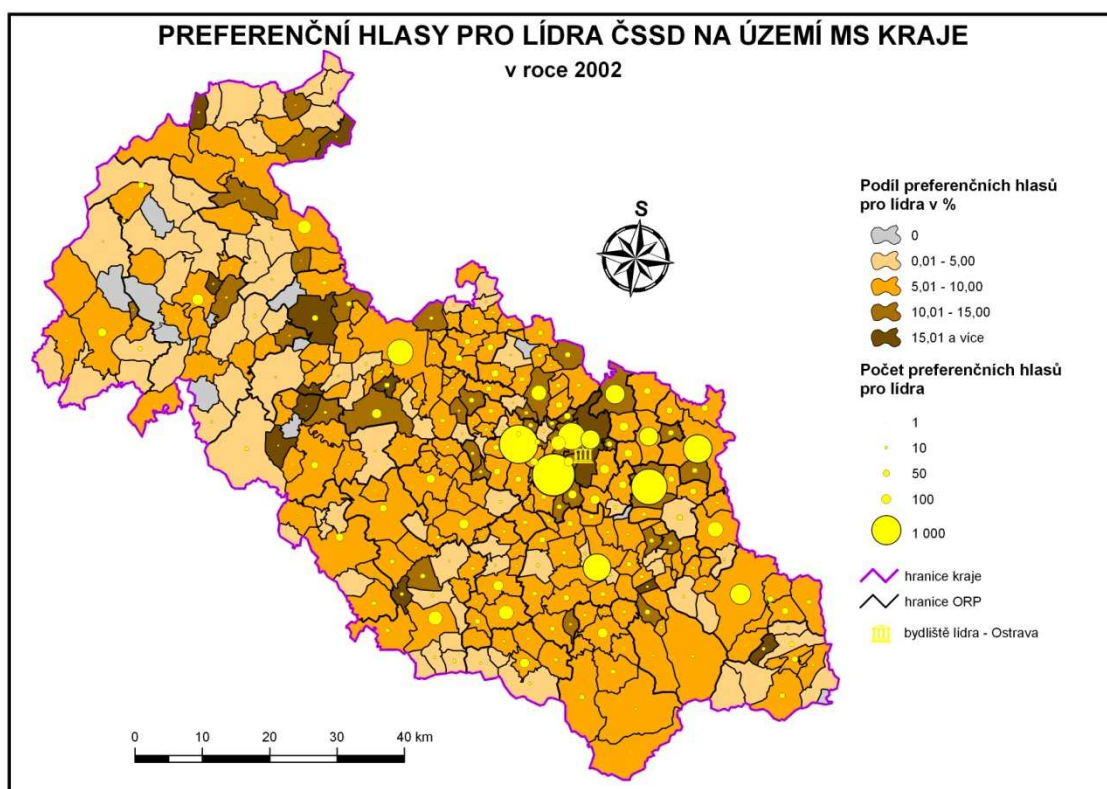 PREFERENČNÍ HLASY PRO LÍDRA ČSSD NA ÚZEMÍ MS KRAJE
v roce 2002
S
Podíl preferenčních hlasů
pro lídra v %
0
0,01 - 5,00
5,01 - 10,00
10,01 - 15,00
15,01 a více
Počet preferenčních hlasů
pro lídra
1
10
50
100
1 000
hranice kraje
hranice ORP
bydliště lídra - Ostrava
0 10 20 30 40 km